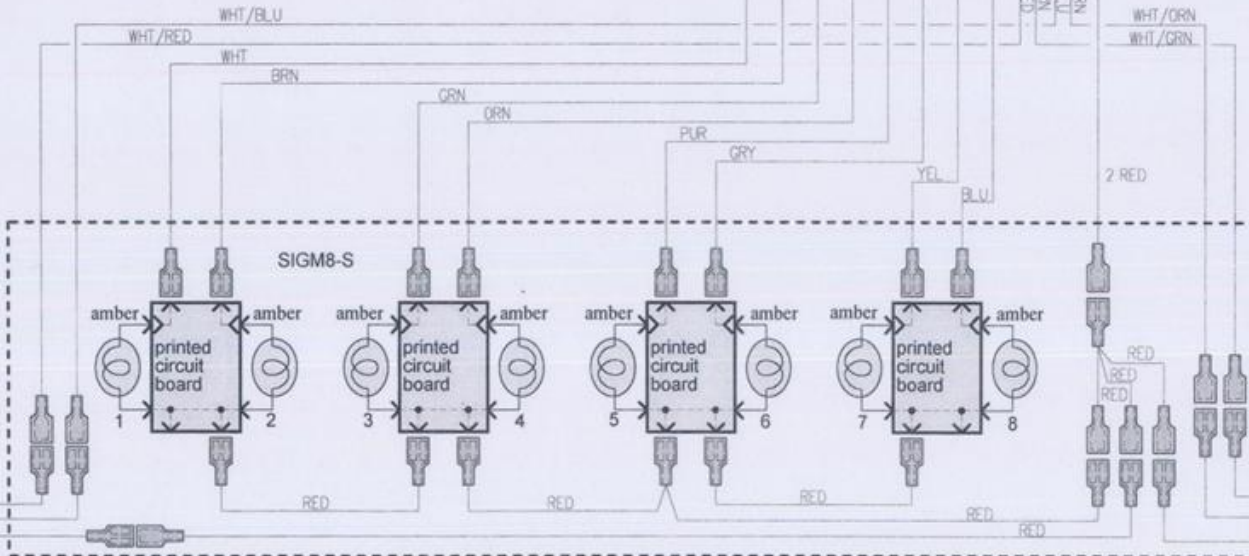 WHT/BLU
WHT/ORN
WHT/RED
WHT/GRN
WHT
BRN
GRN
ORN
PUR
GRY
YEL
2 RED
BLU
SIGM8-S
amber amber amber amber amber amber amber amber
printed circuit board
printed circuit board
printed circuit board
printed circuit board
RED
RED
RED
1 2 3 4 5 6 7 8
RED RED RED
RED
RED